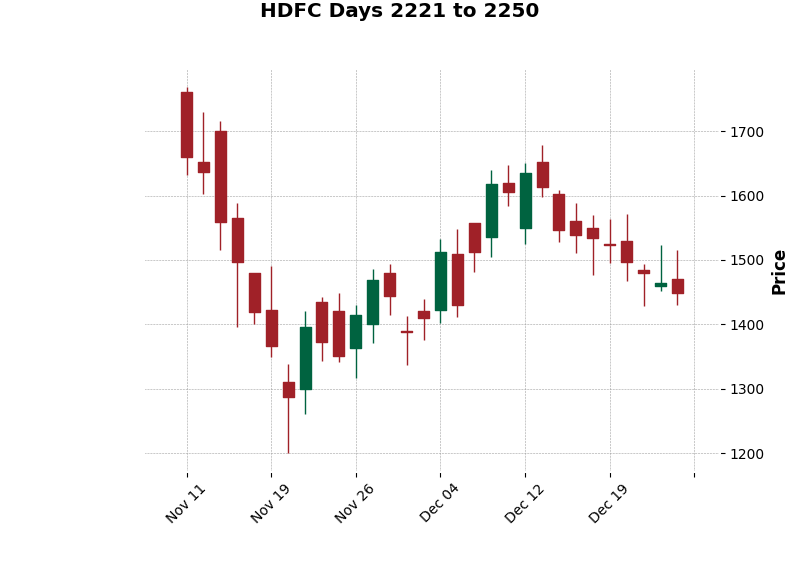 HDFC Days 2221 to 2250
1700
1600
1500
1400
1300
1200
Price
Nov 11
Nov 19
Nov 26
Dec 04
Dec 12
Dec 19